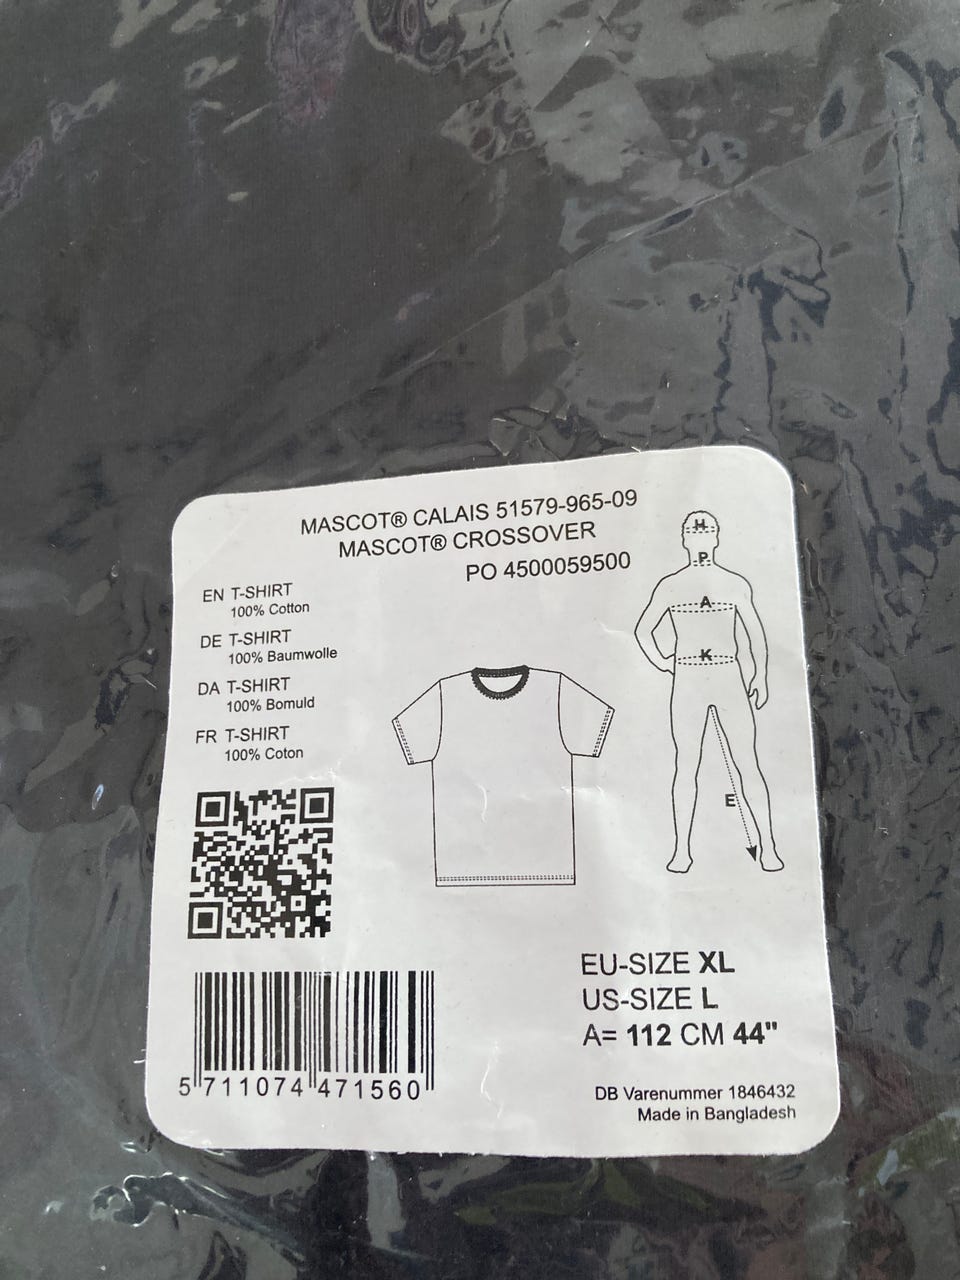 MASCOT® CALAIS 51579-965-09
MASCOT® CROSSOVER
PO 4500059500
EN T-SHIRT
100% Cotton
DE T-SHIRT
100% Baumwolle
DA T-SHIRT
100% Bomuld
FR T-SHIRT
100% Coton
H
P
A
K
E
EU-SIZE XL
US-SIZE L
A= 112 CM 44"
5 711074 471560
DB Varenummer 1846432
Made in Bangladesh